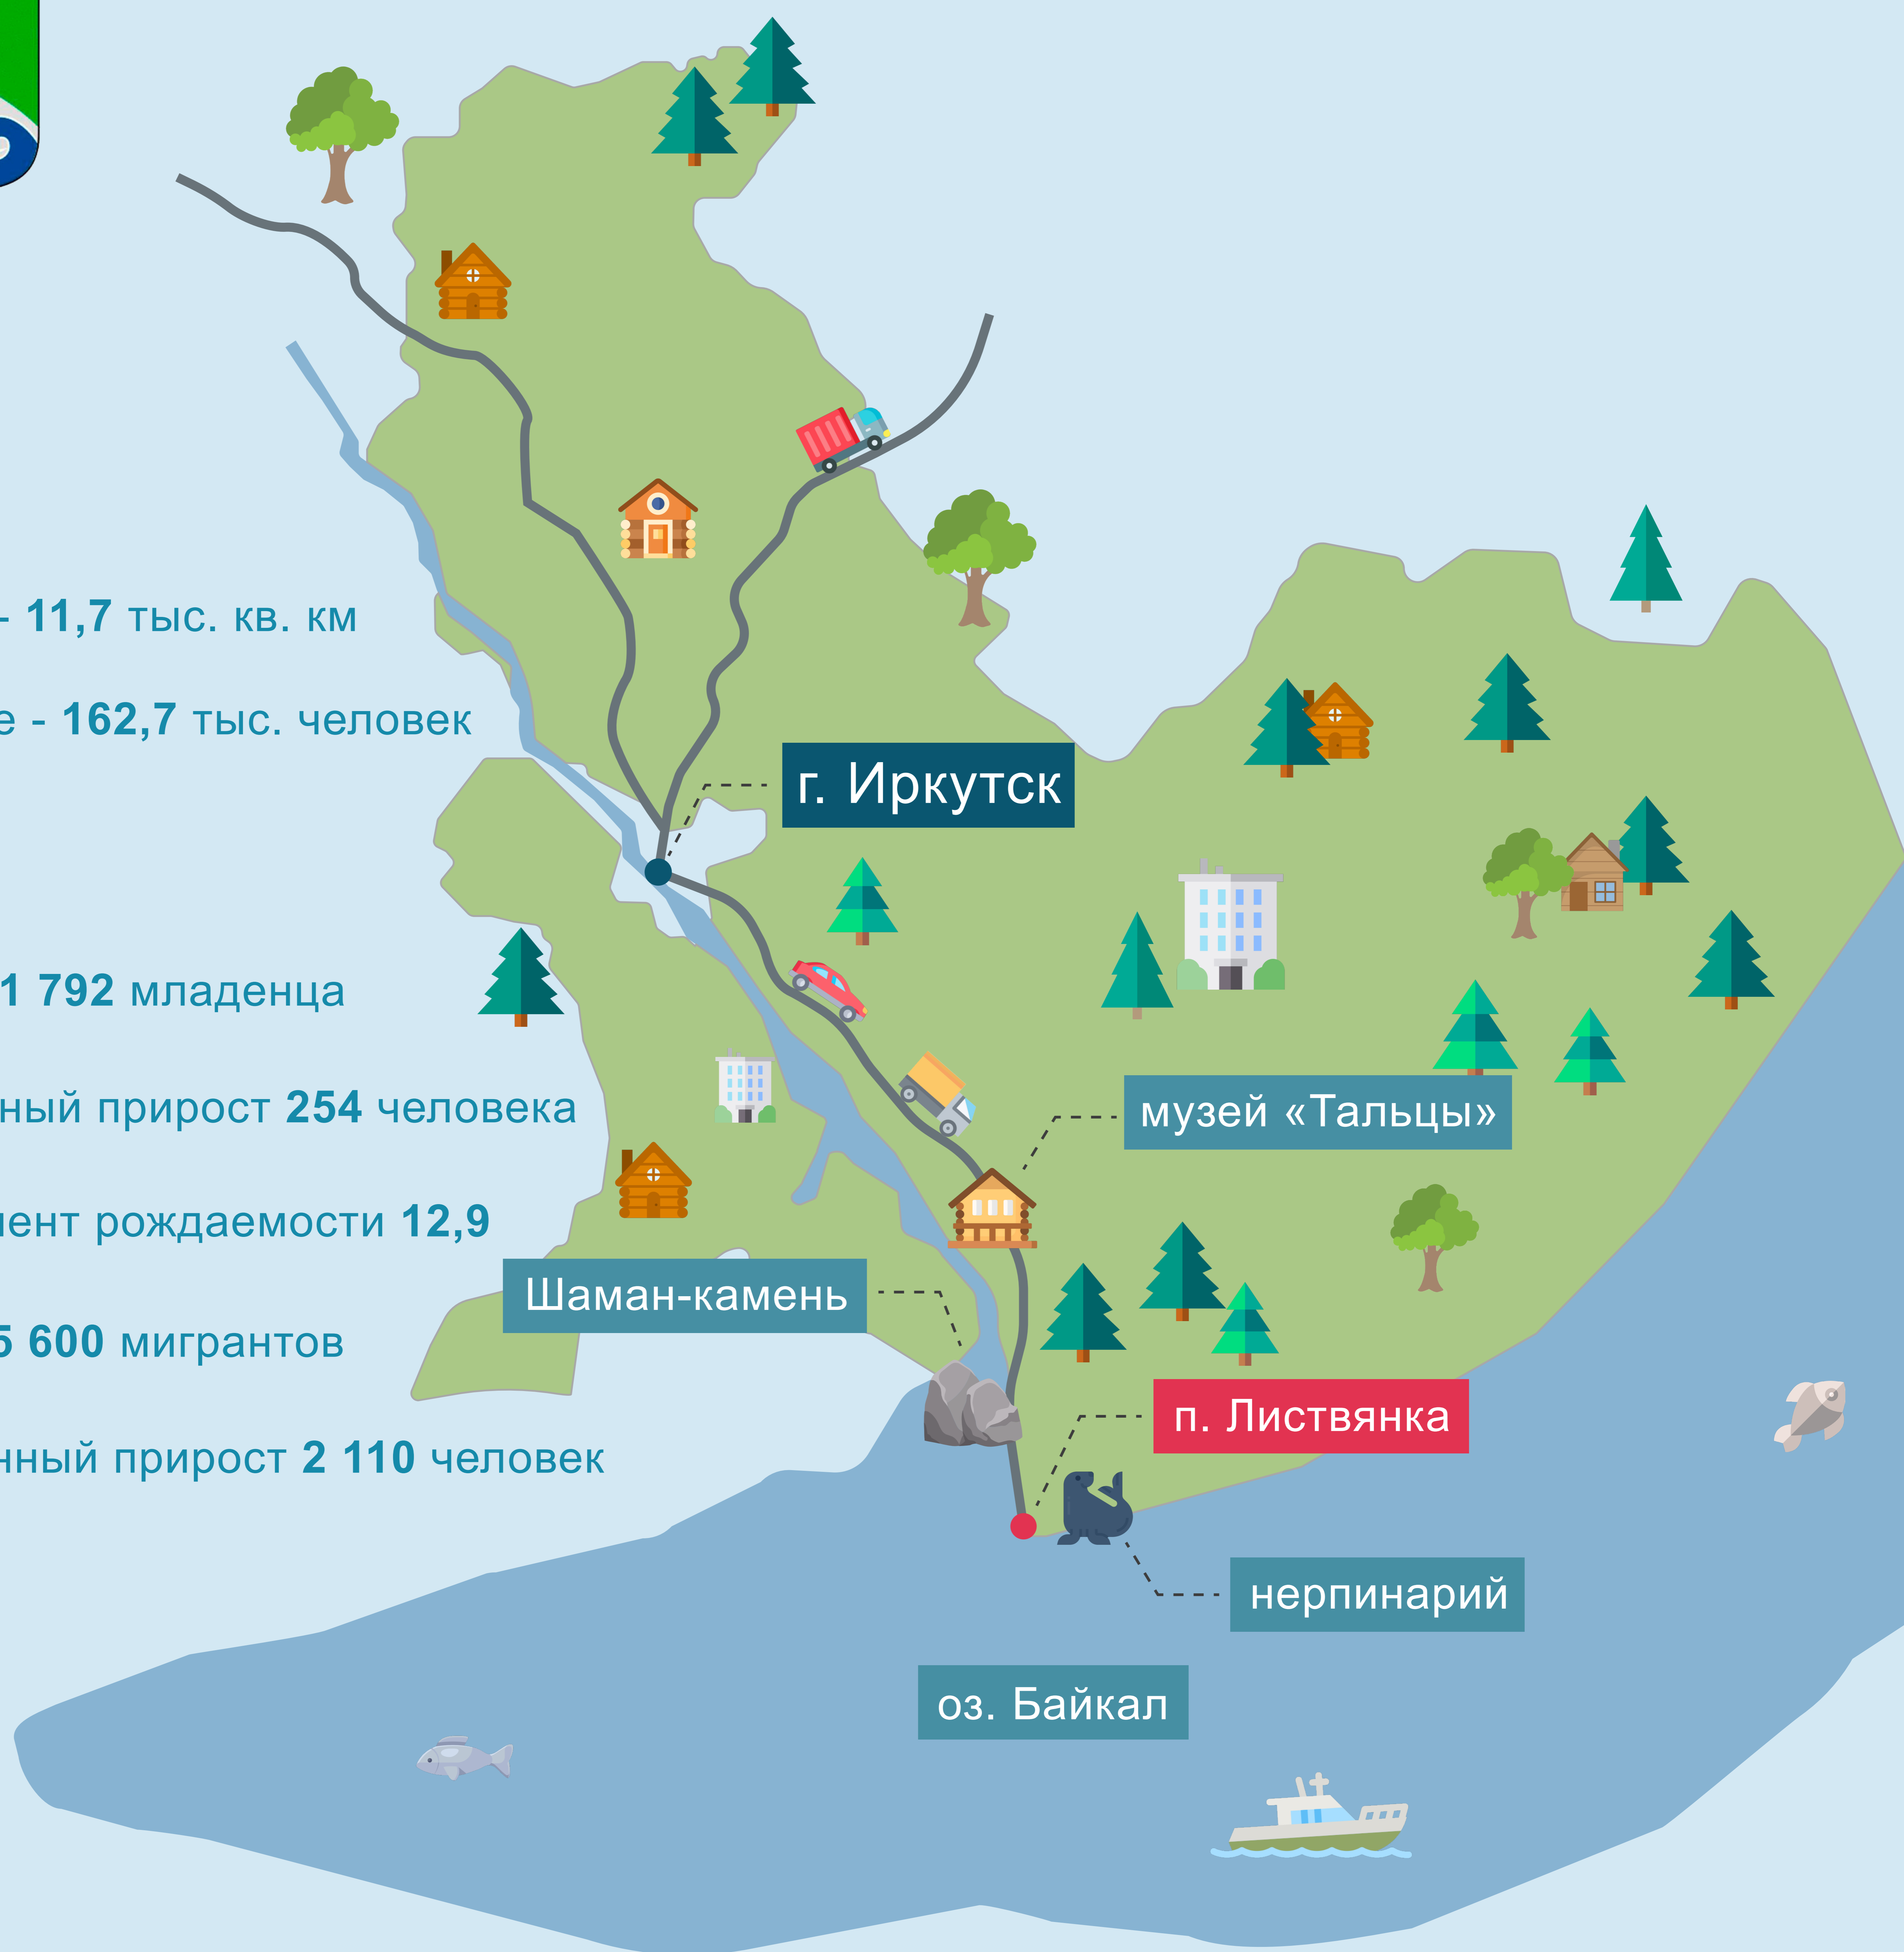 - 11,7 тыс. кв. км
е - 162,7 тыс. человек
г. Иркутск
1 792 младенца
ный прирост 254 человека
музей «Тальцы»
ент рождаемости 12,9
Шаман-камень
5 600 мигрантов
п. Листвянка
нный прирост 2 110 человек
нерпинарий
оз. Байкал